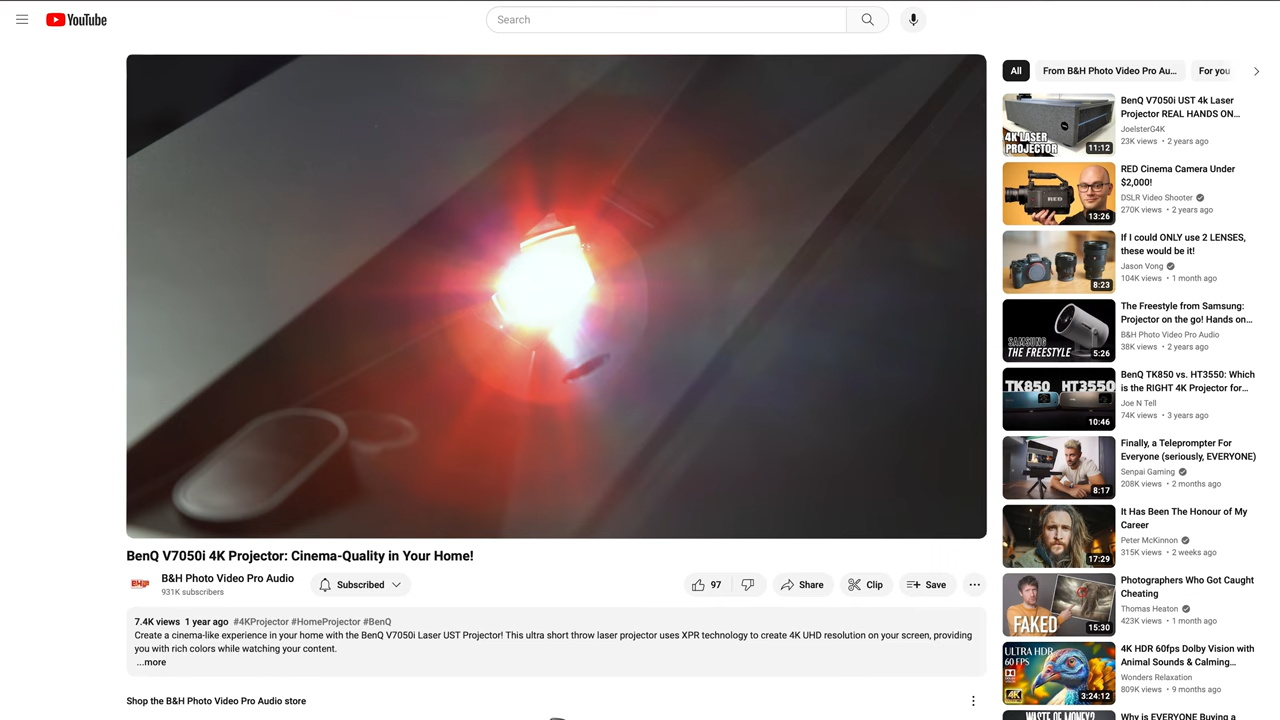 YouTube
Search
BenQ V7050i 4K Projector: Cinema-Quality in Your Home!
B&H Photo Video Pro Audio
931K subscribers
Subscribed
97
Share
Clip
Save
7.4K views 1 year ago #4KProjector #HomeProjector #BenQ
Create a cinema-like experience in your home with the BenQ V7050i Laser UST Projector! This ultra short throw laser projector uses XPR technology to create 4K UHD resolution on your screen, providing
you with rich colors while watching your content.
...more
Shop the B&H Photo Video Pro Audio store
All
From B&H Photo Video Pro Au...
For you
4K LASER
PROJECTOR
11:12
BenQ V7050i UST 4k Laser
Projector REAL HANDS ON...
JoelsterG4K
23K views • 2 years ago
RED
13:26
RED Cinema Camera Under
$2,000!
DSLR Video Shooter
270K views • 2 years ago
8:23
If I could ONLY use 2 LENSES,
these would be it!
Jason Vong
104K views • 1 month ago
SAMSUNG
THE FREESTYLE
5:26
The Freestyle from Samsung:
Projector on the go! Hands on...
B&H Photo Video Pro Audio
38K views • 2 years ago
TK850 HT3550
10:46
BenQ TK850 vs. HT3550: Which
is the RIGHT 4K Projector for...
Joe N Tell
74K views • 3 years ago
8:17
Finally, a Teleprompter For
Everyone (seriously, EVERYONE)
Senpai Gaming
208K views • 2 months ago
17:29
It Has Been The Honour of My
Career
Peter McKinnon
315K views • 2 weeks ago
FAKED
15:30
Photographers Who Got Caught
Cheating
Thomas Heaton
423K views • 1 month ago
ULTRA HDR
60 FPS
4K
3:24:12
4K HDR 60fps Dolby Vision with
Animal Sounds & Calming...
Wonders Relaxation
809K views • 9 months ago
WASTE OF MONEY?
Why is EVERYONE Buying a